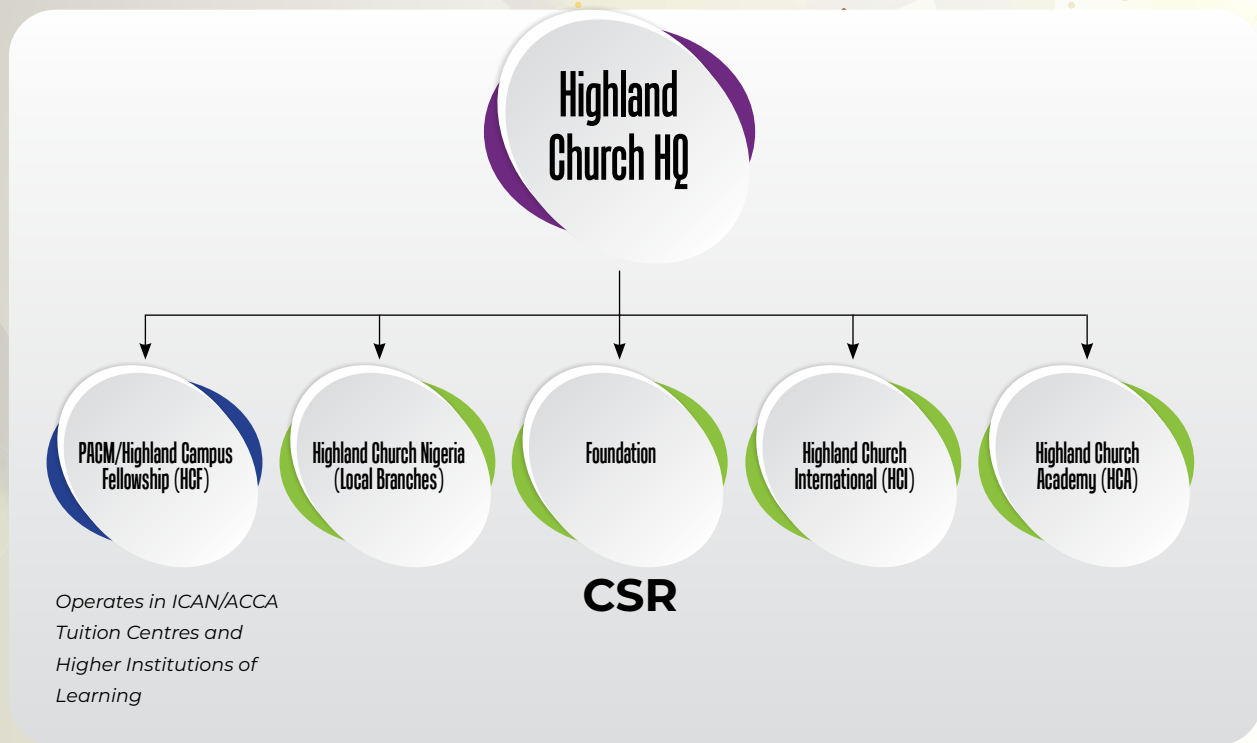 Highland
Church HQ
PACM/Highland Campus
Fellowship (HCF)
Highland Church Nigeria
(Local Branches)
Foundation
Highland Church
International (HCI)
Highland Church
Academy (HCA)
Operates in ICAN/ACCA
Tuition Centres and
Higher Institutions of
Learning
CSR